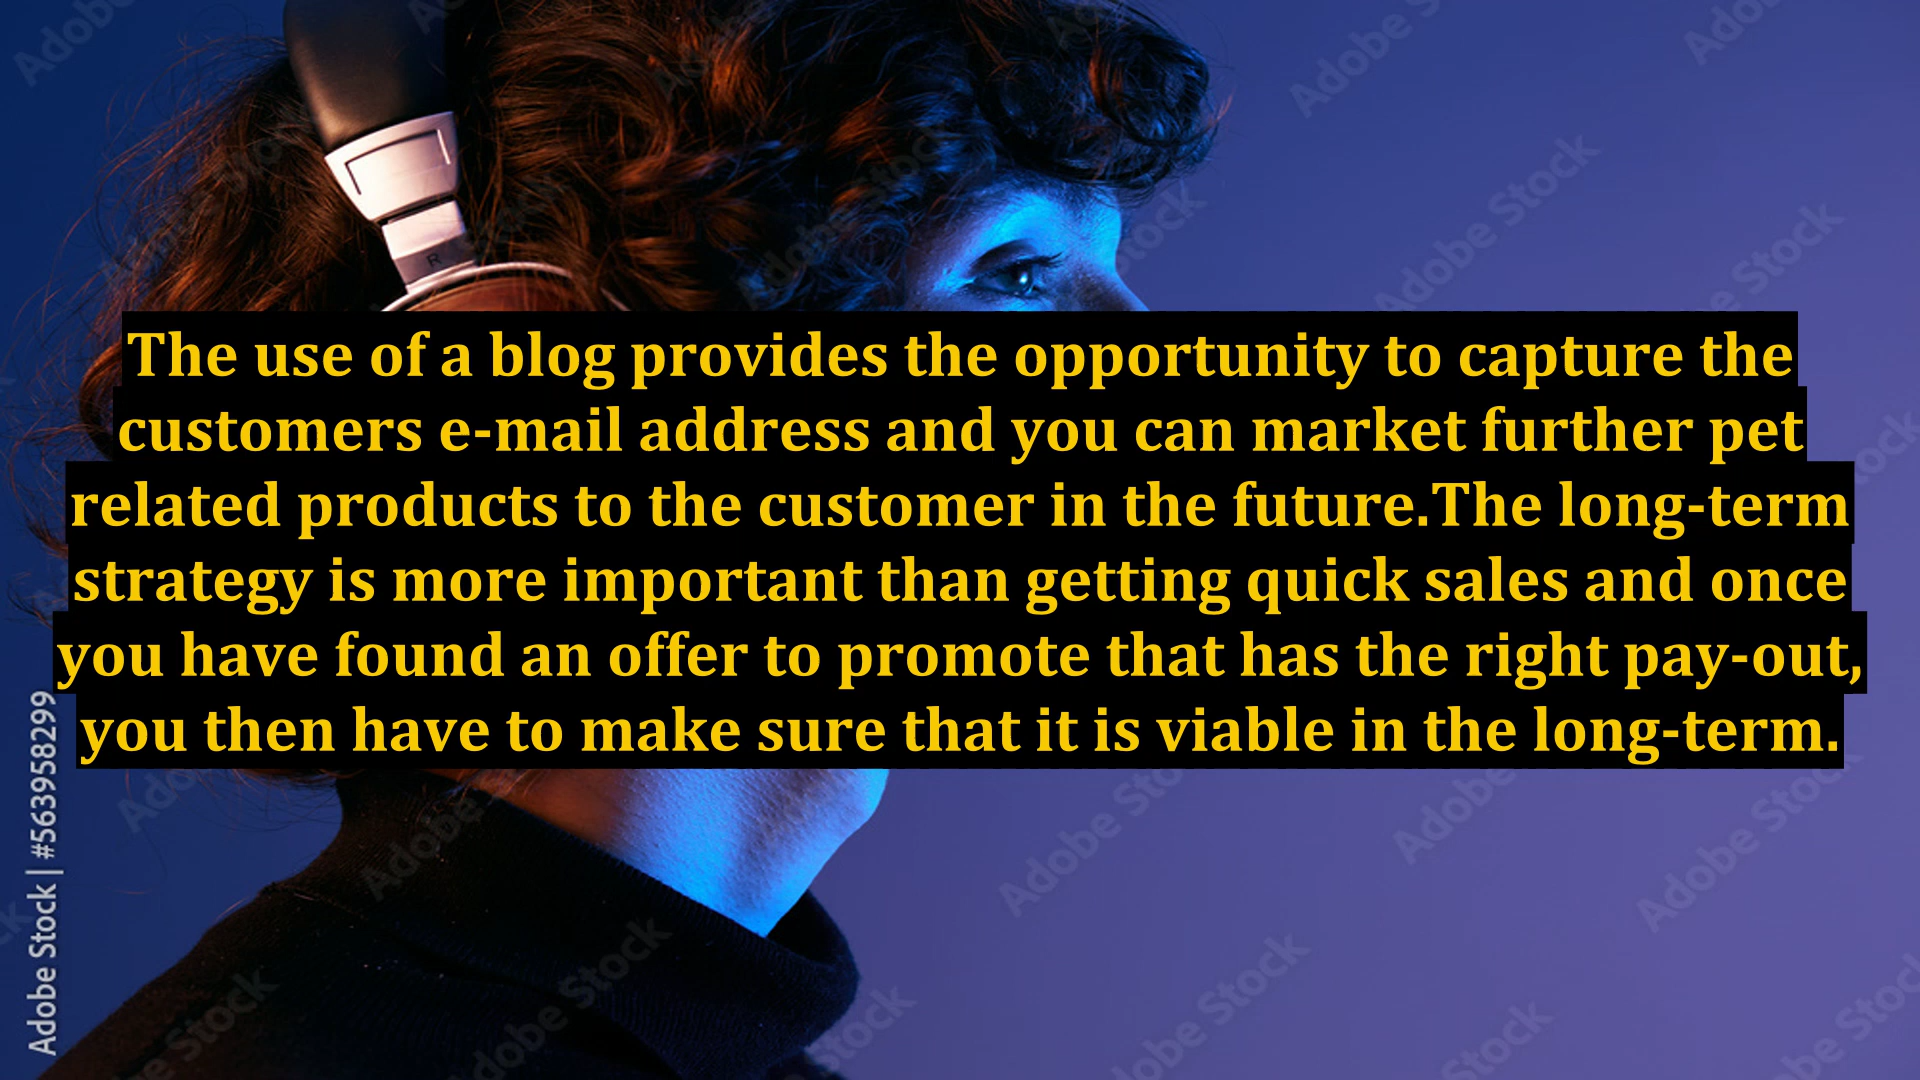 The use of a blog provides the opportunity to capture the
customers e-mail address and you can market further pet
related products to the customer in the future.The long-term
strategy is more important than getting quick sales and once
you have found an offer to promote that has the right pay-out,
you then have to make sure that it is viable in the long-term.
Adobe Stock | #563958299
R
Adobe Stock